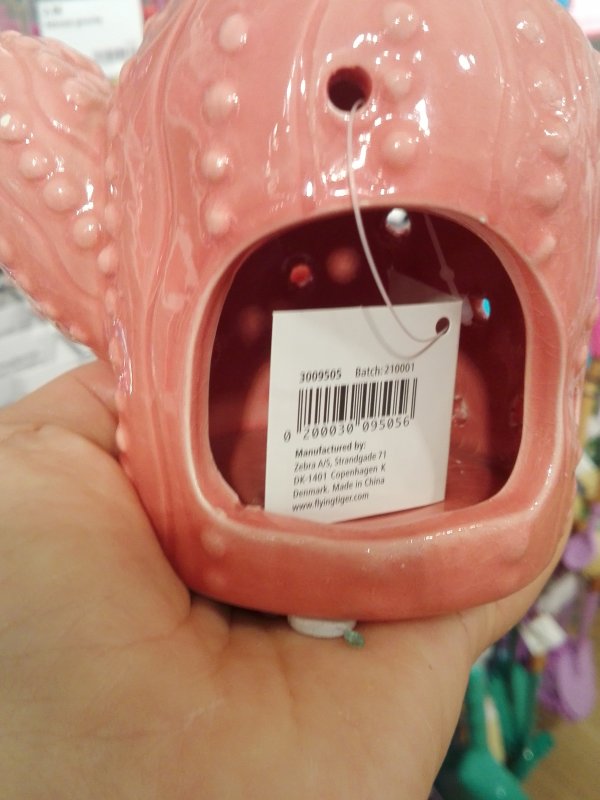 3009505 Batch:210001
0 200030 095056
Manufactured by:
Zebra A/S, Strandgade 71
DK-1401 Copenhagen K
Denmark. Made in China
www.flyingtiger.com